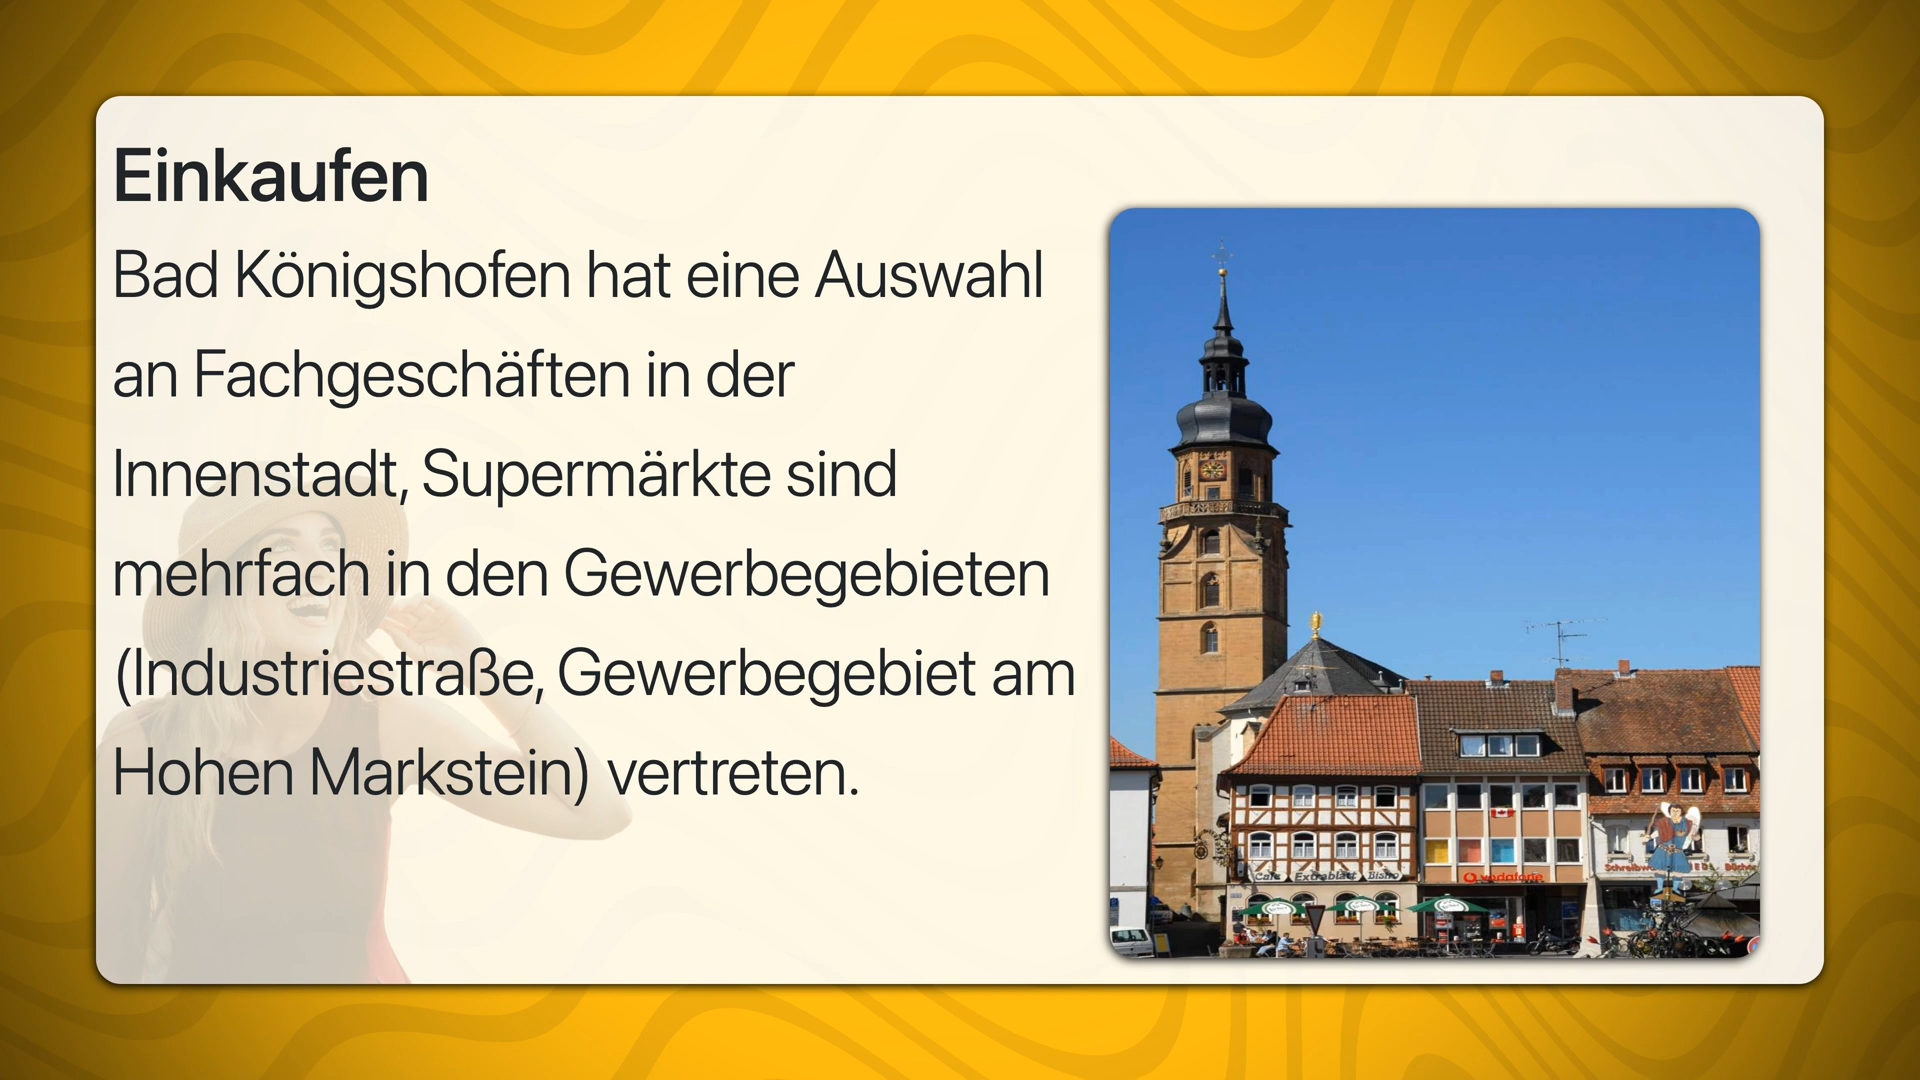 Einkaufen
Bad Königshofen hat eine Auswahl
an Fachgeschäften in der
Innenstadt, Supermärkte sind
mehrfach in den Gewerbegebieten
(Industriestraße, Gewerbegebiet am
Hohen Markstein) vertreten.
Café Extrablatt Bistro
vodafone